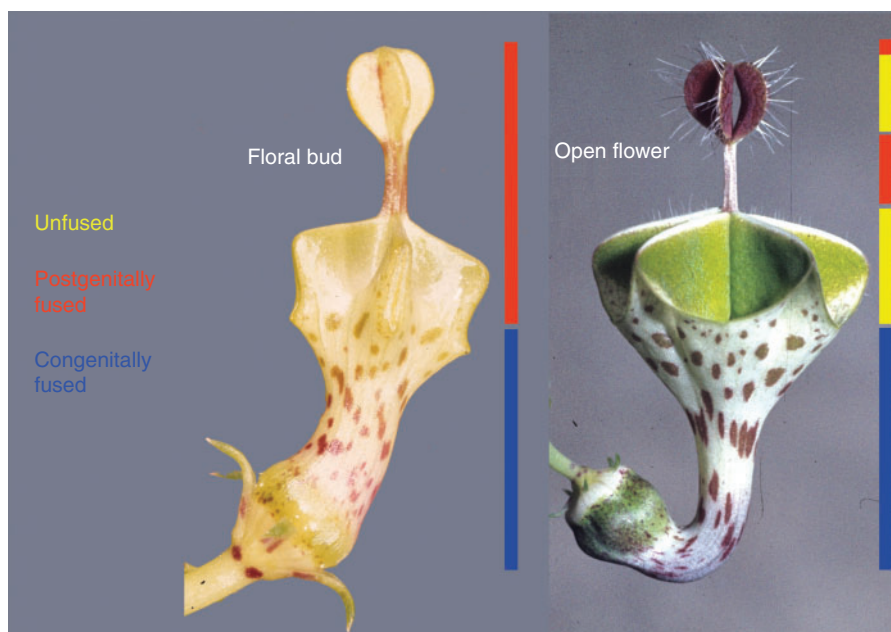 Floral bud
Open flower
Unfused
Postgenitally
fused
Congenitally
fused